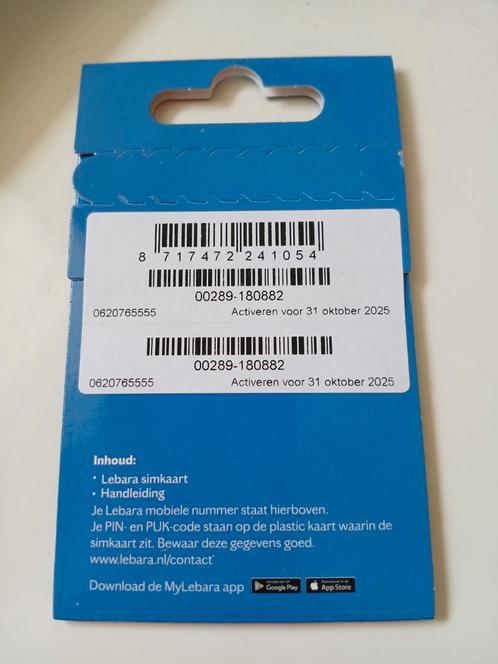 8 717472 241054
00289-180882
0620765555 Activeren voor 31 oktober 2025
00289-180882
0620765555 Activeren voor 31 oktober 2025
Inhoud:
• Lebara simkaart
• Handleiding
Je Lebara mobiele nummer staat hierboven.
Je PIN- en PUK-code staan op de plastic kaart waarin de
simkaart zit. Bewaar deze gegevens goed.
www.lebara.nl/contact
Download de MyLebara app Google Play App Store